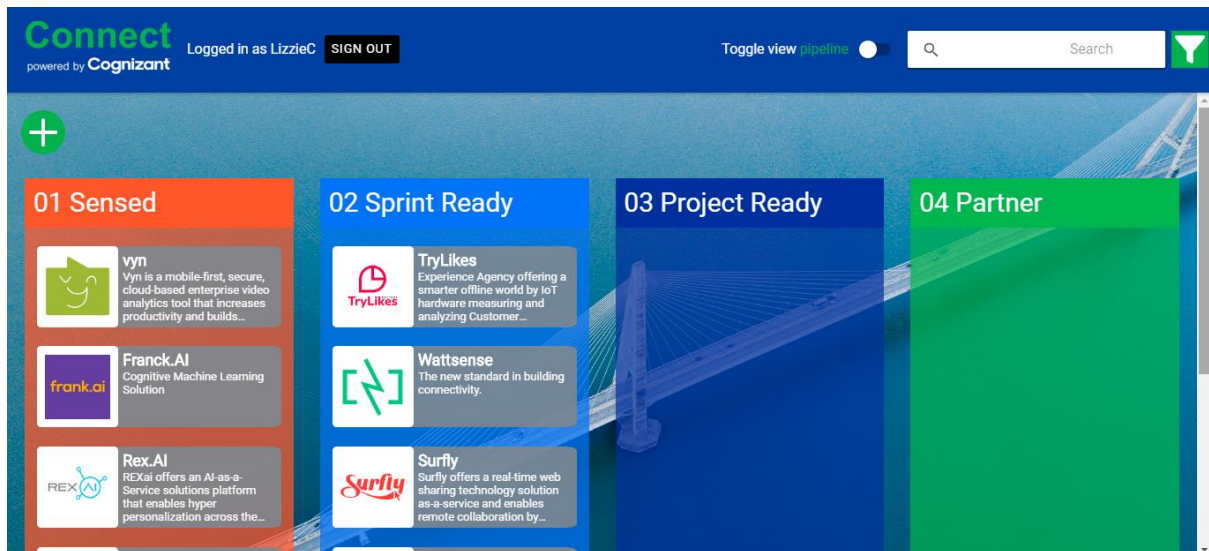 Connect
powered by Cognizant
Logged in as LizzieC
SIGN OUT
Toggle view pipeline
Search
01 Sensed
vyn
Vyn is a mobile-first, secure,
cloud-based enterprise video
analytics tool that increases
productivity and builds...
frank.ai
Franck.AI
Cognitive Machine Learning
Solution
REX AI
Rex.AI
REXai offers an AI-as-a-
Service solutions platform
that enables hyper
personalization across the...
02 Sprint Ready
TryLikes
TryLikes
Experience Agency offering a
smarter offline world by IoT
hardware measuring and
analyzing Customer...
Wattsense
The new standard in building
connectivity.
Surfly
Surfly
Surfly offers a real-time web
sharing technology solution
as-a-service and enables
remote collaboration by...
03 Project Ready
04 Partner